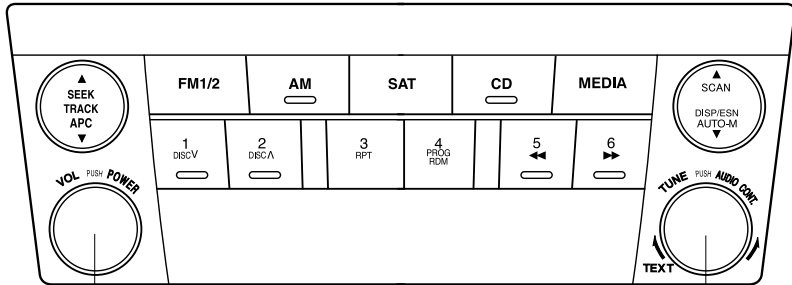 SEEK
TRACK
APC
FM1/2
AM
SAT
CD
MEDIA
SCAN
DISP/ESN
AUTO-M
1
DISC∨
2
DISC∧
3
RPT
4
PROG
RDM
5
6
VOL PUSH POWER
TUNE PUSH AUDIO CONT.
TEXT